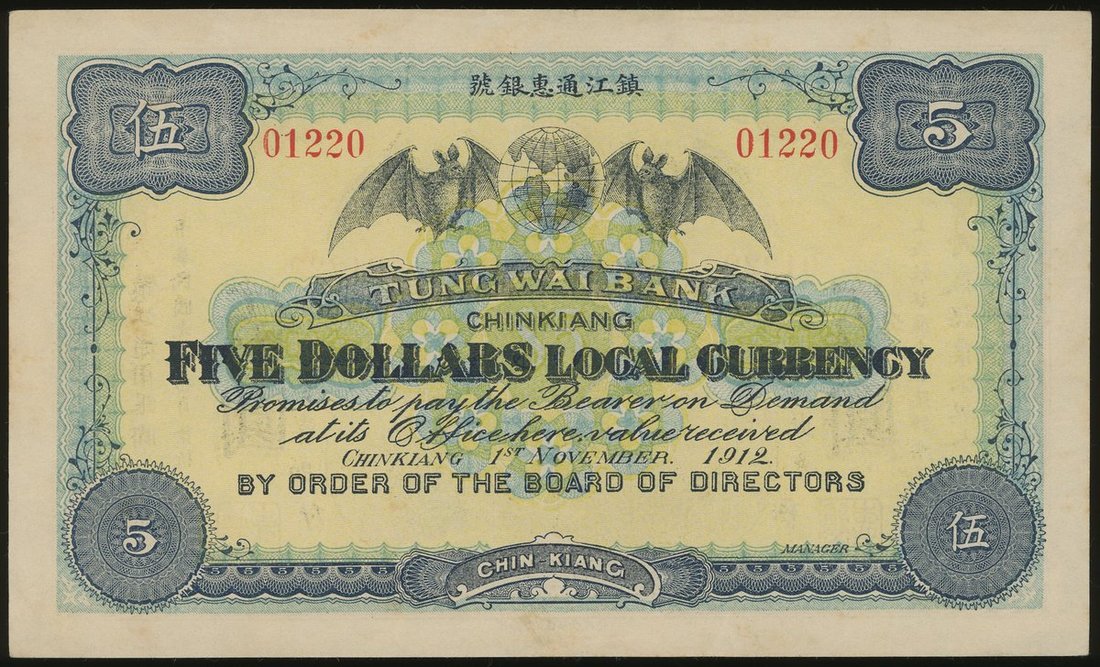 號銀惠通江鎮
伍
5
01220
01220
TUNG WAI BANK
CHINKIANG
FIVE DOLLARS LOCAL CURRENCY
Promises to pay the Bearer on Demand
at its Office here, value received
CHINKIANG 1ST NOVEMBER. 1912.
BY ORDER OF THE BOARD OF DIRECTORS
MANAGER
5
CHIN-KIANG
伍